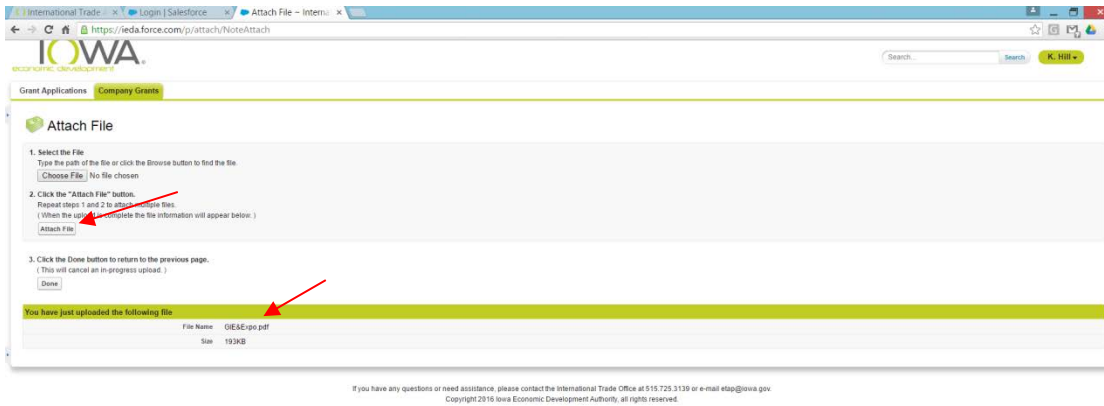 International Trade
Login | Salesforce
Attach File ~ Interna
https://ieda.force.com/p/attach/NoteAttach
IOWA.
economic development
Search...
Search
K. Hill
Grant Applications
Company Grants
Attach File
1. Select the File
Type the path of the file or click the Browse button to find the file.
Choose File No file chosen
2. Click the "Attach File" button.
Repeat steps 1 and 2 to attach multiple files.
( When the upload is complete the file information will appear below. )
Attach File
3. Click the Done button to return to the previous page.
( This will cancel an in-progress upload. )
Done
You have just uploaded the following file
File Name GIE&Expo.pdf
Size 193KB
If you have any questions or need assistance, please contact the International Trade Office at 515.725.3139 or e-mail etap@iowa.gov
Copyright 2016 Iowa Economic Development Authority, all rights reserved.